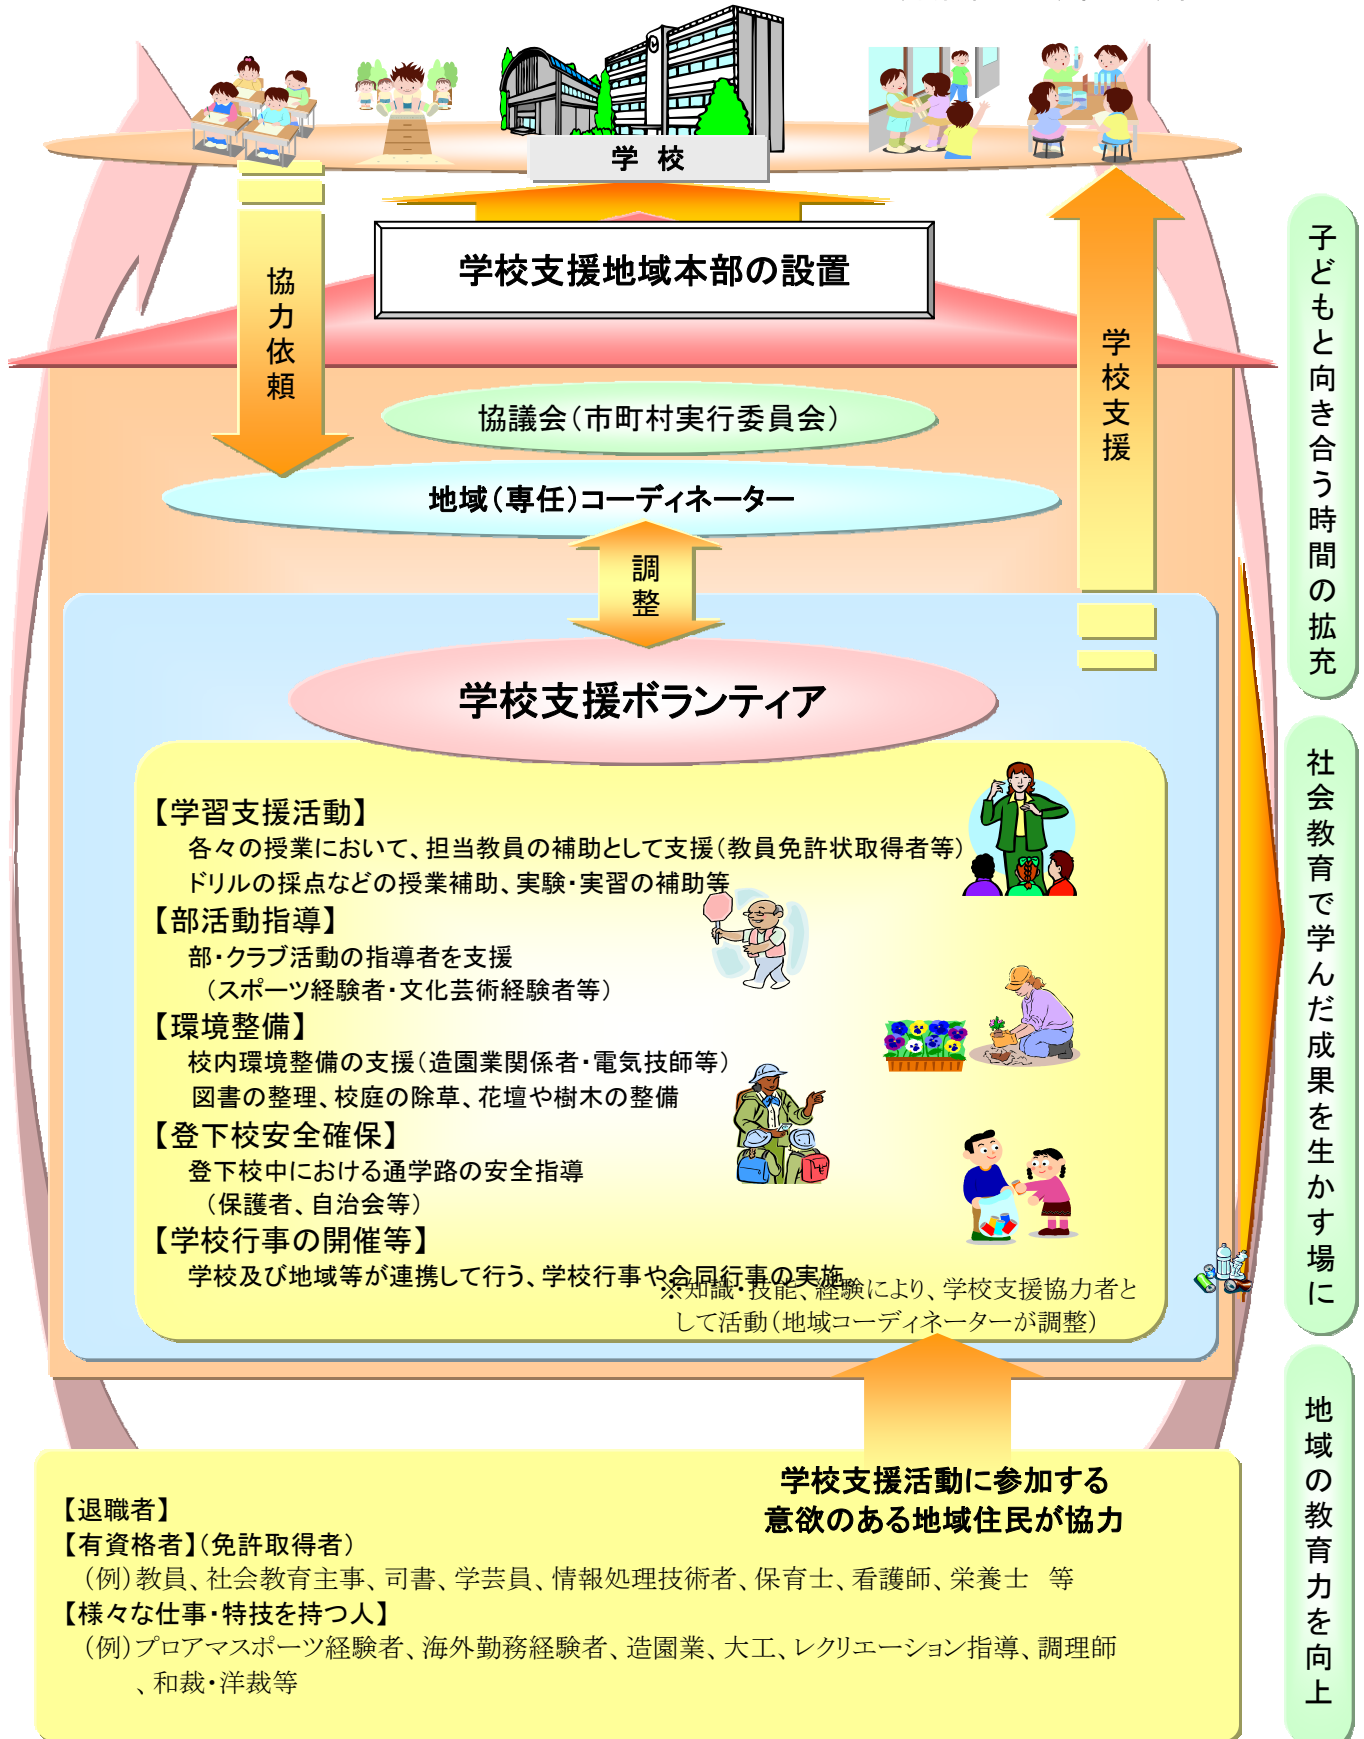 学 校
学校支援地域本部の設置
協力依頼
学校支援
協議会（市町村実行委員会）
地域（専任）コーディネーター
調整
学校支援ボランティア
【学習支援活動】
各々の授業において、担当教員の補助として支援（教員免許状取得者等）
ドリルの採点などの授業補助、実験・実習の補助等
【部活動指導】
部・クラブ活動の指導者を支援
（スポーツ経験者・文化芸術経験者等）
【環境整備】
校内環境整備の支援（造園業関係者・電気技師等）
図書の整理、校庭の除草、花壇や樹木の整備
【登下校安全確保】
登下校中における通学路の安全指導
（保護者、自治会等）
【学校行事の開催等】
学校及び地域等が連携して行う、学校行事や合同行事の実施
※知識・技能、経験により、学校支援協力者と
して活動（地域コーディネーターが調整）
学校支援活動に参加する
意欲のある地域住民が協力
【退職者】
【有資格者】（免許取得者）
（例）教員、社会教育主事、司書、学芸員、情報処理技術者、保育士、看護師、栄養士　等
【様々な仕事・特技を持つ人】
（例）プロアマスポーツ経験者、海外勤務経験者、造園業、大工、レクリエーション指導、調理師
、和裁・洋裁等
子どもと向き合う時間の拡充
社会教育で学んだ成果を生かす場に
地域の教育力を向上